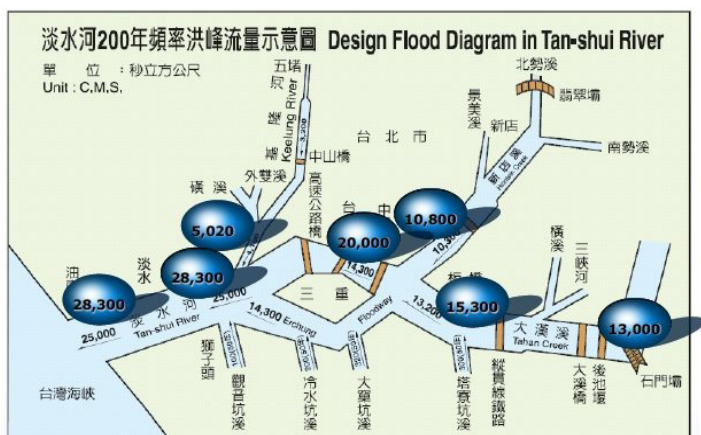 淡水河200年頻率洪峰流量示意圖 Design Flood Diagram in Tan-shui River
單 位 :秒立方公尺
Unit : C.M.S.
五堵
基隆河
Keelung River
中山橋
外雙溪
磺 溪
高速公路橋
台北市
北勢溪
翡翠壩
景美溪
新店
新店溪
南勢溪
台
中
10,800
5,020
20,000
14,300
28,300
28,300
淡水
25,000
25,000
淡水河
Tan-shui River
三重
14,300 Erchung
Floodway
13,200
15,300
橫溪
三峽河
13,000
大漢溪
Tahan Creek
台灣海峽
獅子頭
觀音坑溪
冷水坑溪
大窠坑溪
塔寮坑溪
縱貫線鐵路
大溪橋
後池堰
石門壩